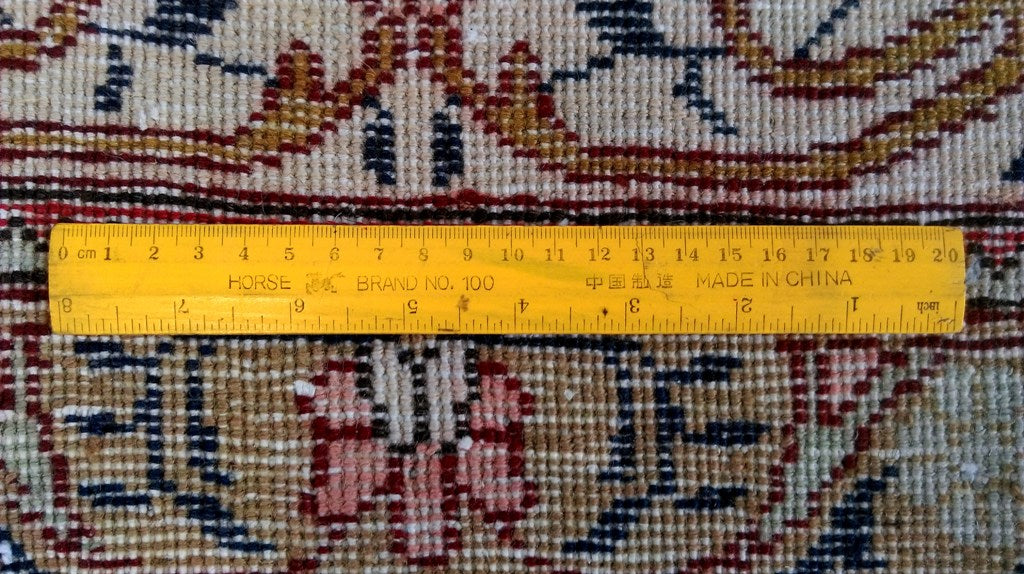 0 cm 1 2 3 4 5 6 7 8 9 10 11 12 13 14 15 16 17 18 19 20
HORSE BRAND NO. 100 中国制造 MADE IN CHINA
8 7 6 5 4 3 2 1 inch